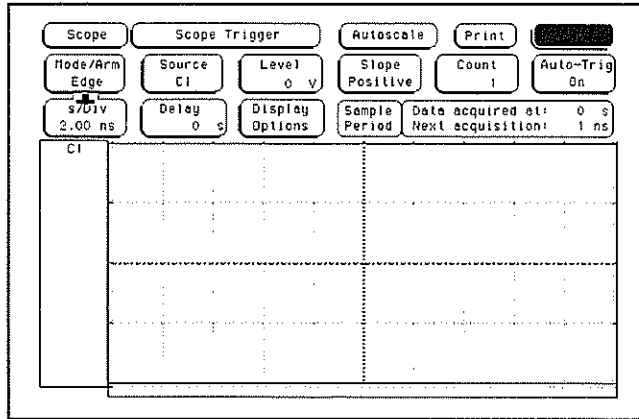 Scope Scope Trigger Autoscale Print
Mode/Arm Source Level Slope Count Auto-Trig
Edge C1 0 V Positive 1 On
s/Div Delay Display Sample Data acquired at: 0 s
2.00 ns 0 s Options Period Next acquisition: 1 ns
C1